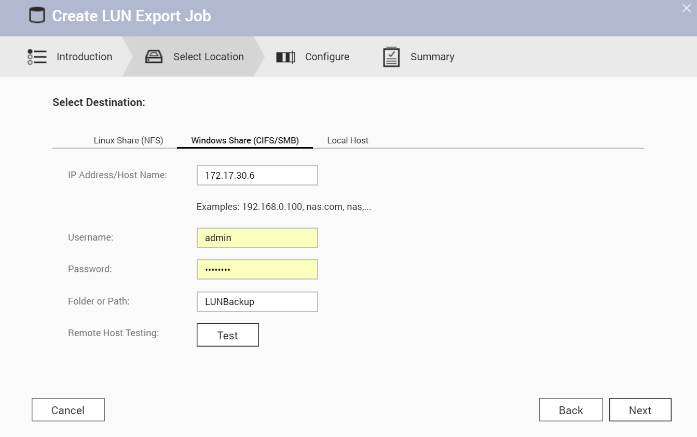 Create LUN Export Job
Introduction Select Location Configure Summary
Select Destination:
Linux Share (NFS) Windows Share (CIFS/SMB) Local Host
IP Address/Host Name: 172.17.30.6
Examples: 192.168.0.100, nas.com, nas,...
Username: admin
Password: ••••••••
Folder or Path: LUNBackup
Remote Host Testing: Test
Cancel Back Next